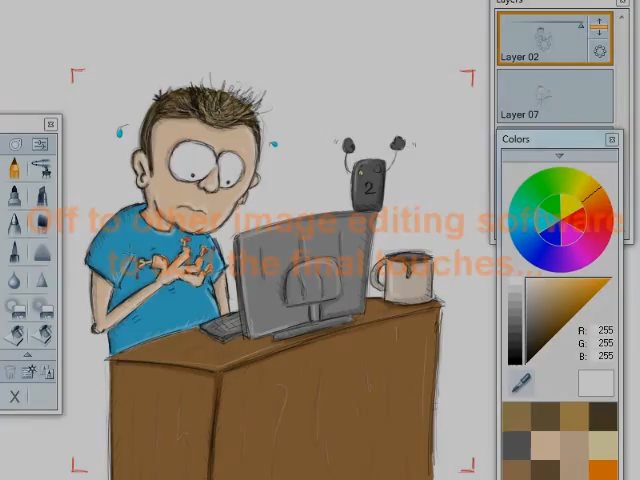 Layers
Layer 02
Layer 07
Colors
Off to other image editing software
to add the final touches...
2
R: 255
G: 255
B: 255
X